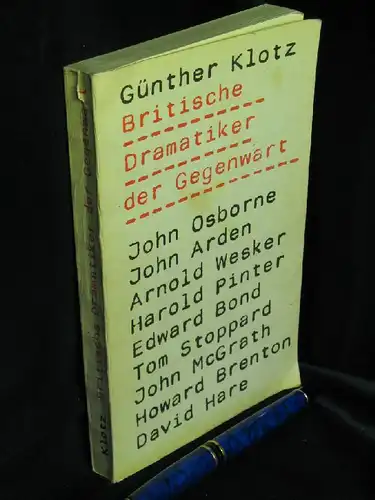 Günther Klotz
Britische
Dramatiker
der Gegenwart
John Osborne
John Arden
Arnold Wesker
Harold Pinter
Edward Bond
Tom Stoppard
John McGrath
Howard Brenton
David Hare
Klotz Britische Dramatiker der Gegenwart